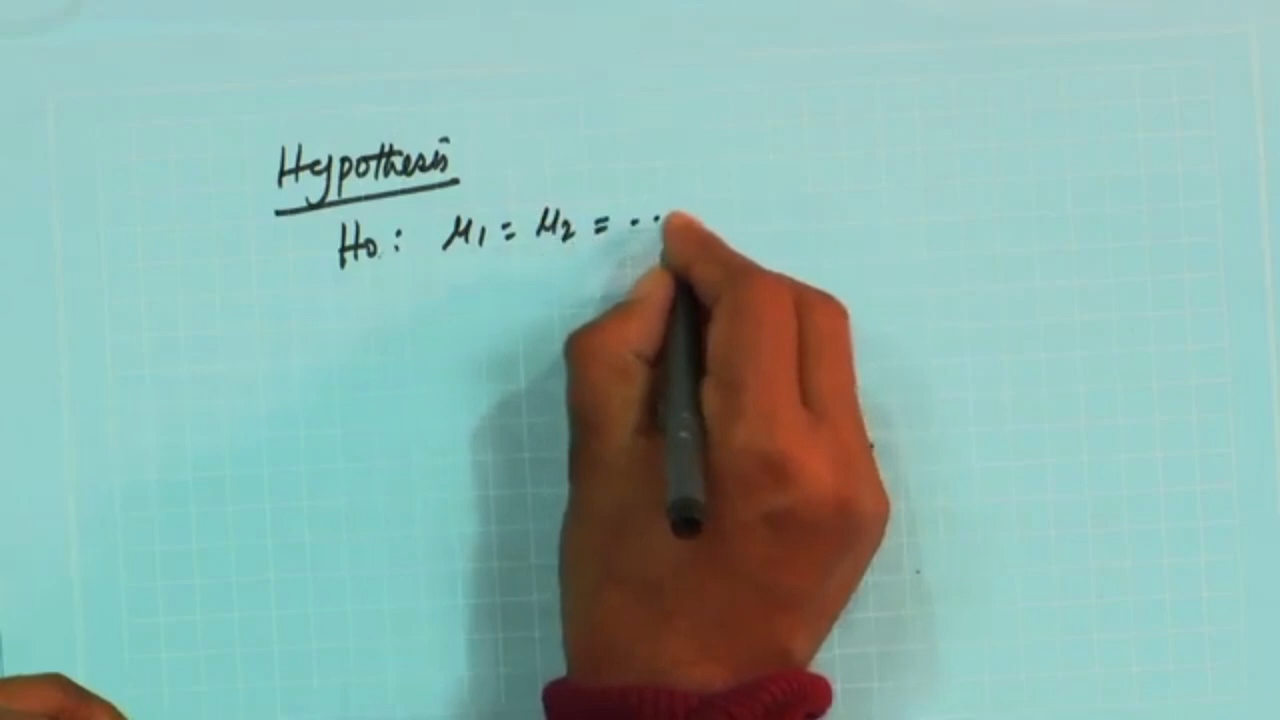 Hypothesis
H0: μ1 = μ2 = ..